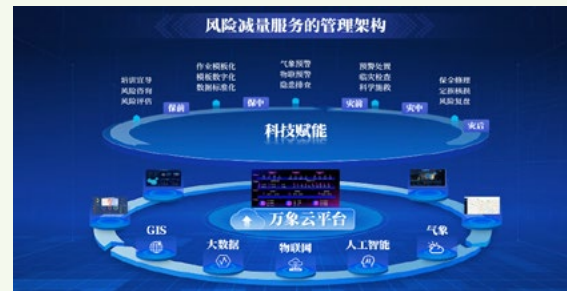 风险减量服务的管理架构
培训宣导
风险咨询
风险评估
作业模板化
模板数字化
数据标准化
气象预警
物联预警
隐患排查
预警处置
临灾检查
科学施救
保全修理
定损核损
风险复盘
保前
保中
灾前
灾中
灾后
科技赋能
万象云平台
GIS
大数据
物联网
人工智能
气象